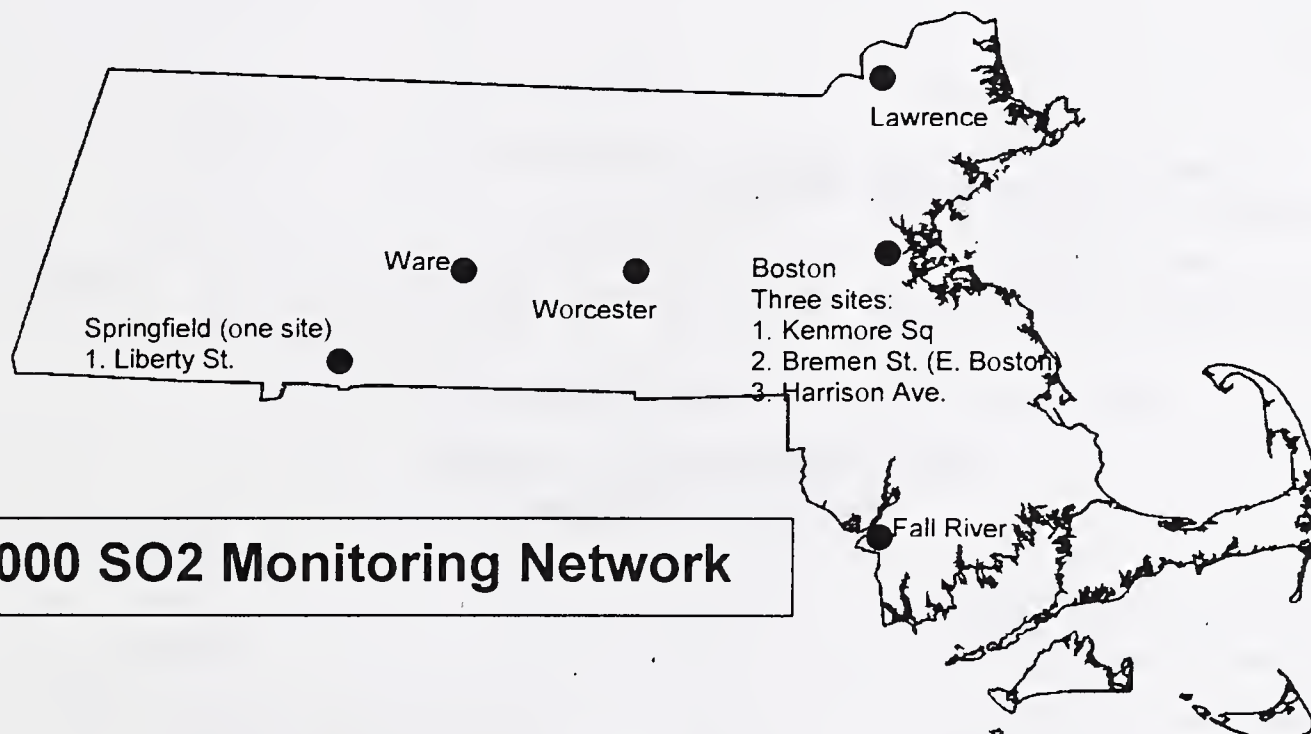 Lawrence
Ware
Worcester
Springfield (one site)
1. Liberty St.
Boston
Three sites:
1. Kenmore Sq
2. Bremen St. (E. Boston)
3. Harrison Ave.
Fall River
000 SO2 Monitoring Network